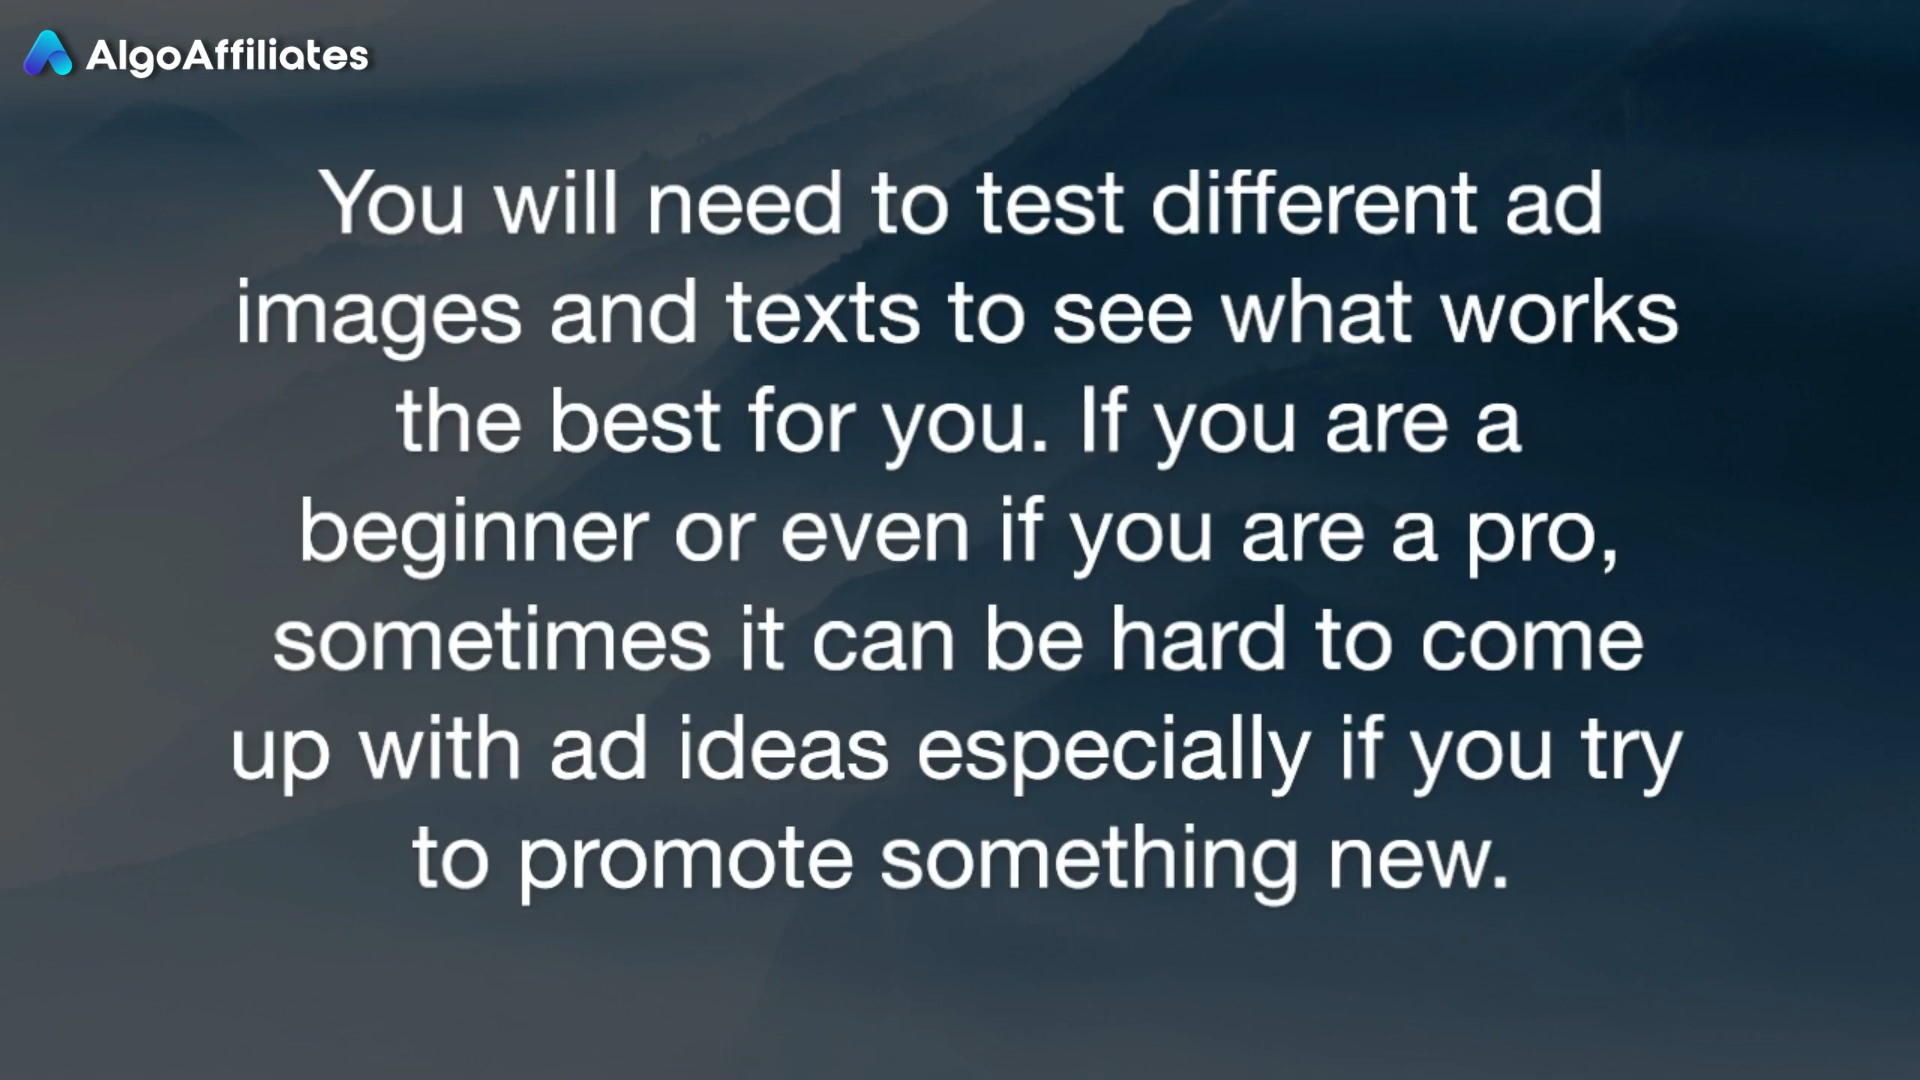 AlgoAffiliates
You will need to test different ad
images and texts to see what works
the best for you. If you are a
beginner or even if you are a pro,
sometimes it can be hard to come
up with ad ideas especially if you try
to promote something new.